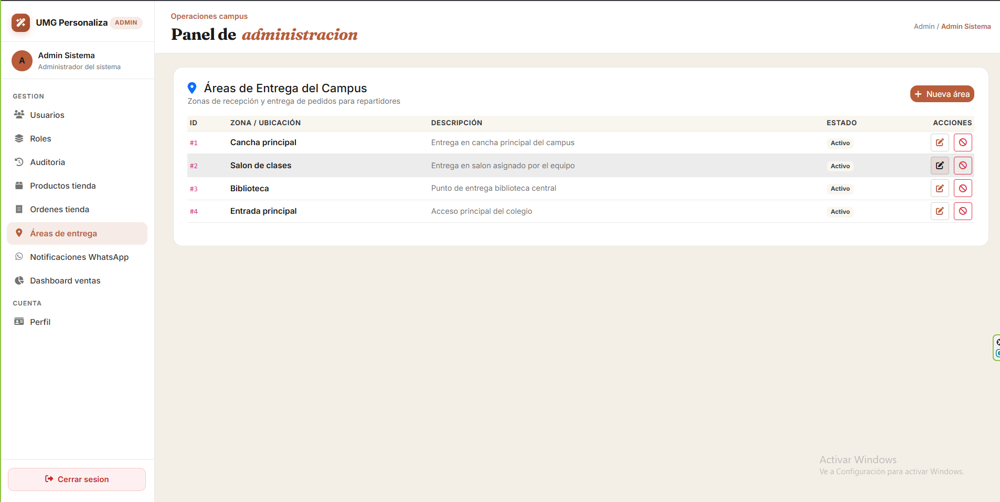 UMG Personaliza ADMIN
A
Admin Sistema
Administrador del sistema
GESTION
Usuarios
Roles
Auditoria
Productos tienda
Ordenes tienda
Áreas de entrega
Notificaciones WhatsApp
Dashboard ventas
CUENTA
Perfil
Cerrar sesion
Operaciones campus
Panel de administracion
Admin / Admin Sistema
Áreas de Entrega del Campus
Zonas de recepción y entrega de pedidos para repartidores
+ Nueva área
ID ZONA / UBICACIÓN DESCRIPCIÓN ESTADO ACCIONES
#1 Cancha principal Entrega en cancha principal del campus Activo
#2 Salon de clases Entrega en salon asignado por el equipo Activo
#3 Biblioteca Punto de entrega biblioteca central Activo
#4 Entrada principal Acceso principal del colegio Activo
Activar Windows
Ve a Configuración para activar Windows.